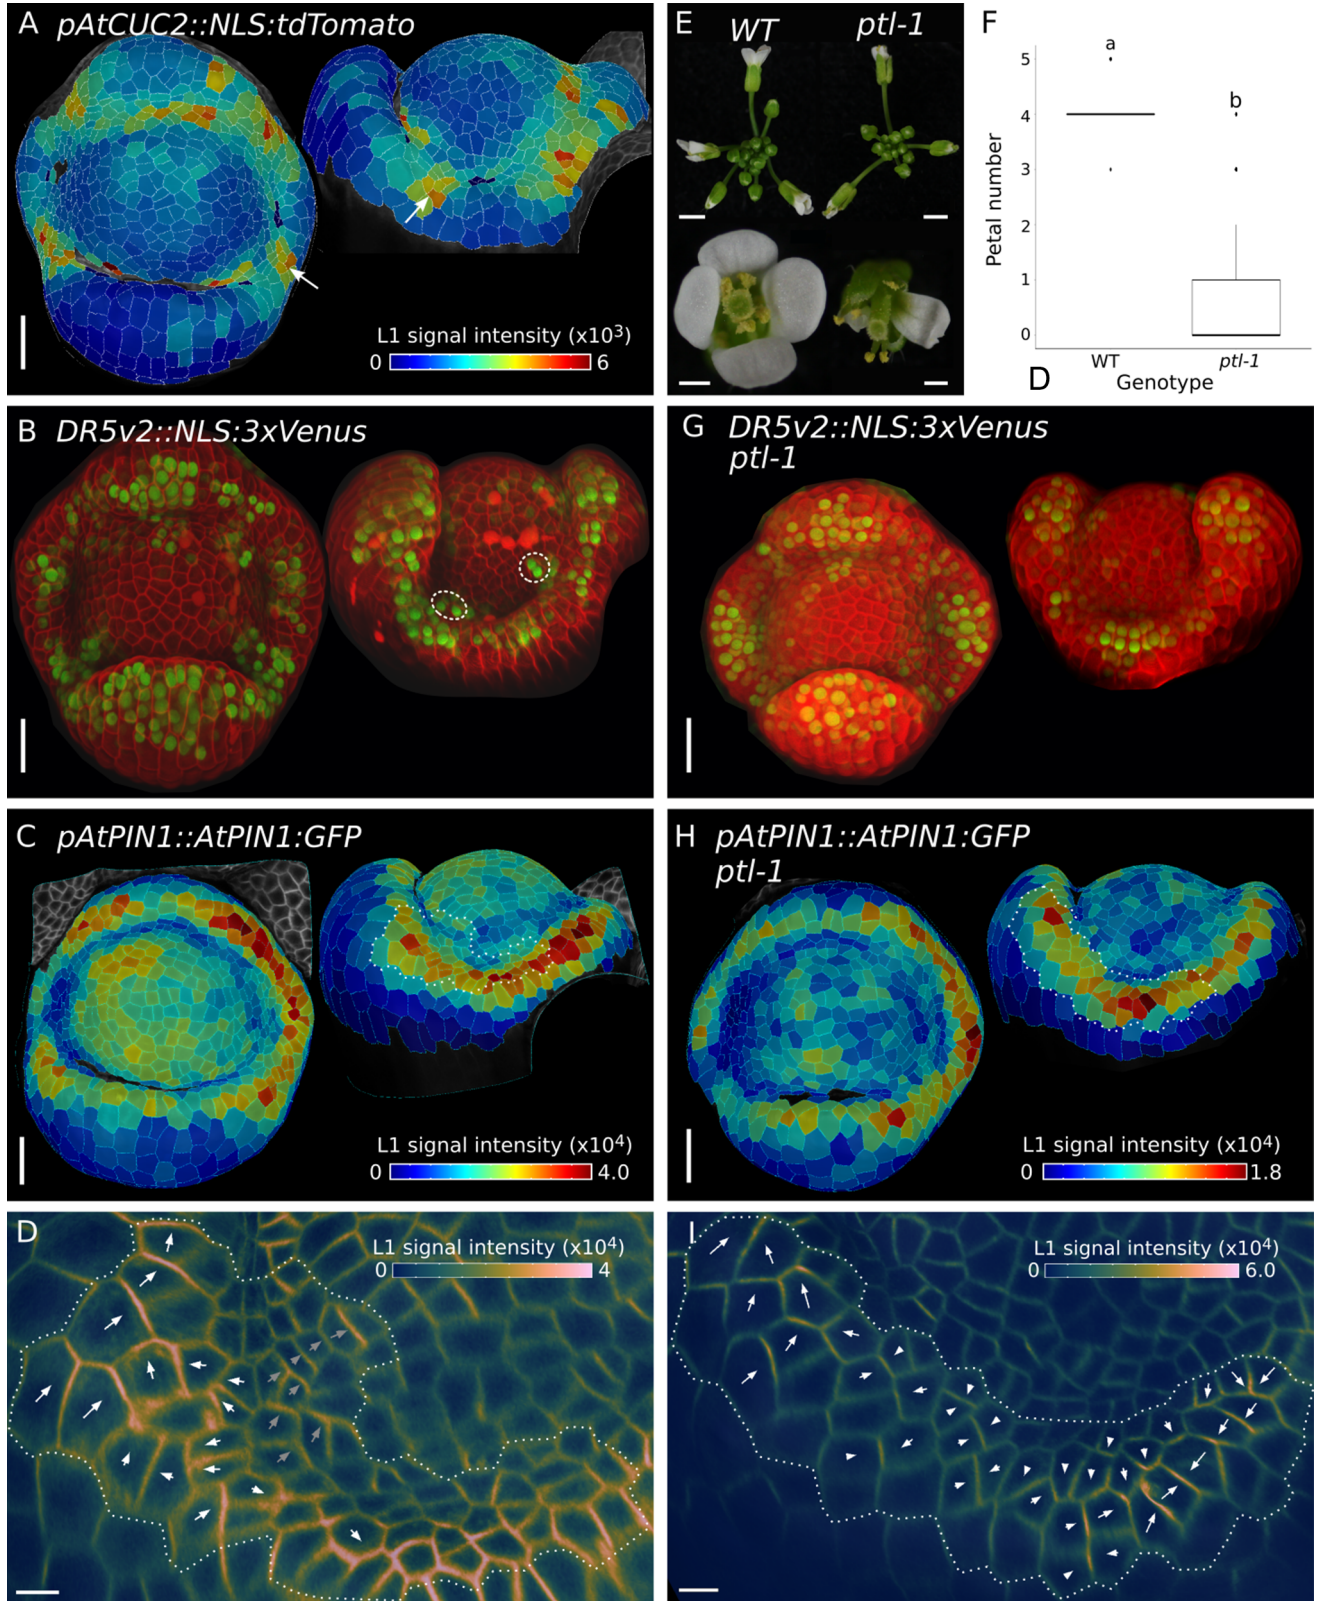 A pAtCUC2::NLS:tdTomato
L1 signal intensity (x10³)
0 6
B DR5v2::NLS:3xVenus
C pAtPIN1::AtPIN1:GFP
L1 signal intensity (x10⁴)
0 4.0
D
L1 signal intensity (x10⁴)
0 4
E WT ptl-1
F
a
b
5
4
3
2
1
0
Petal number
WT ptl-1
D Genotype
G DR5v2::NLS:3xVenus
ptl-1
H pAtPIN1::AtPIN1:GFP
ptl-1
L1 signal intensity (x10⁴)
0 1.8
I
L1 signal intensity (x10⁴)
0 6.0